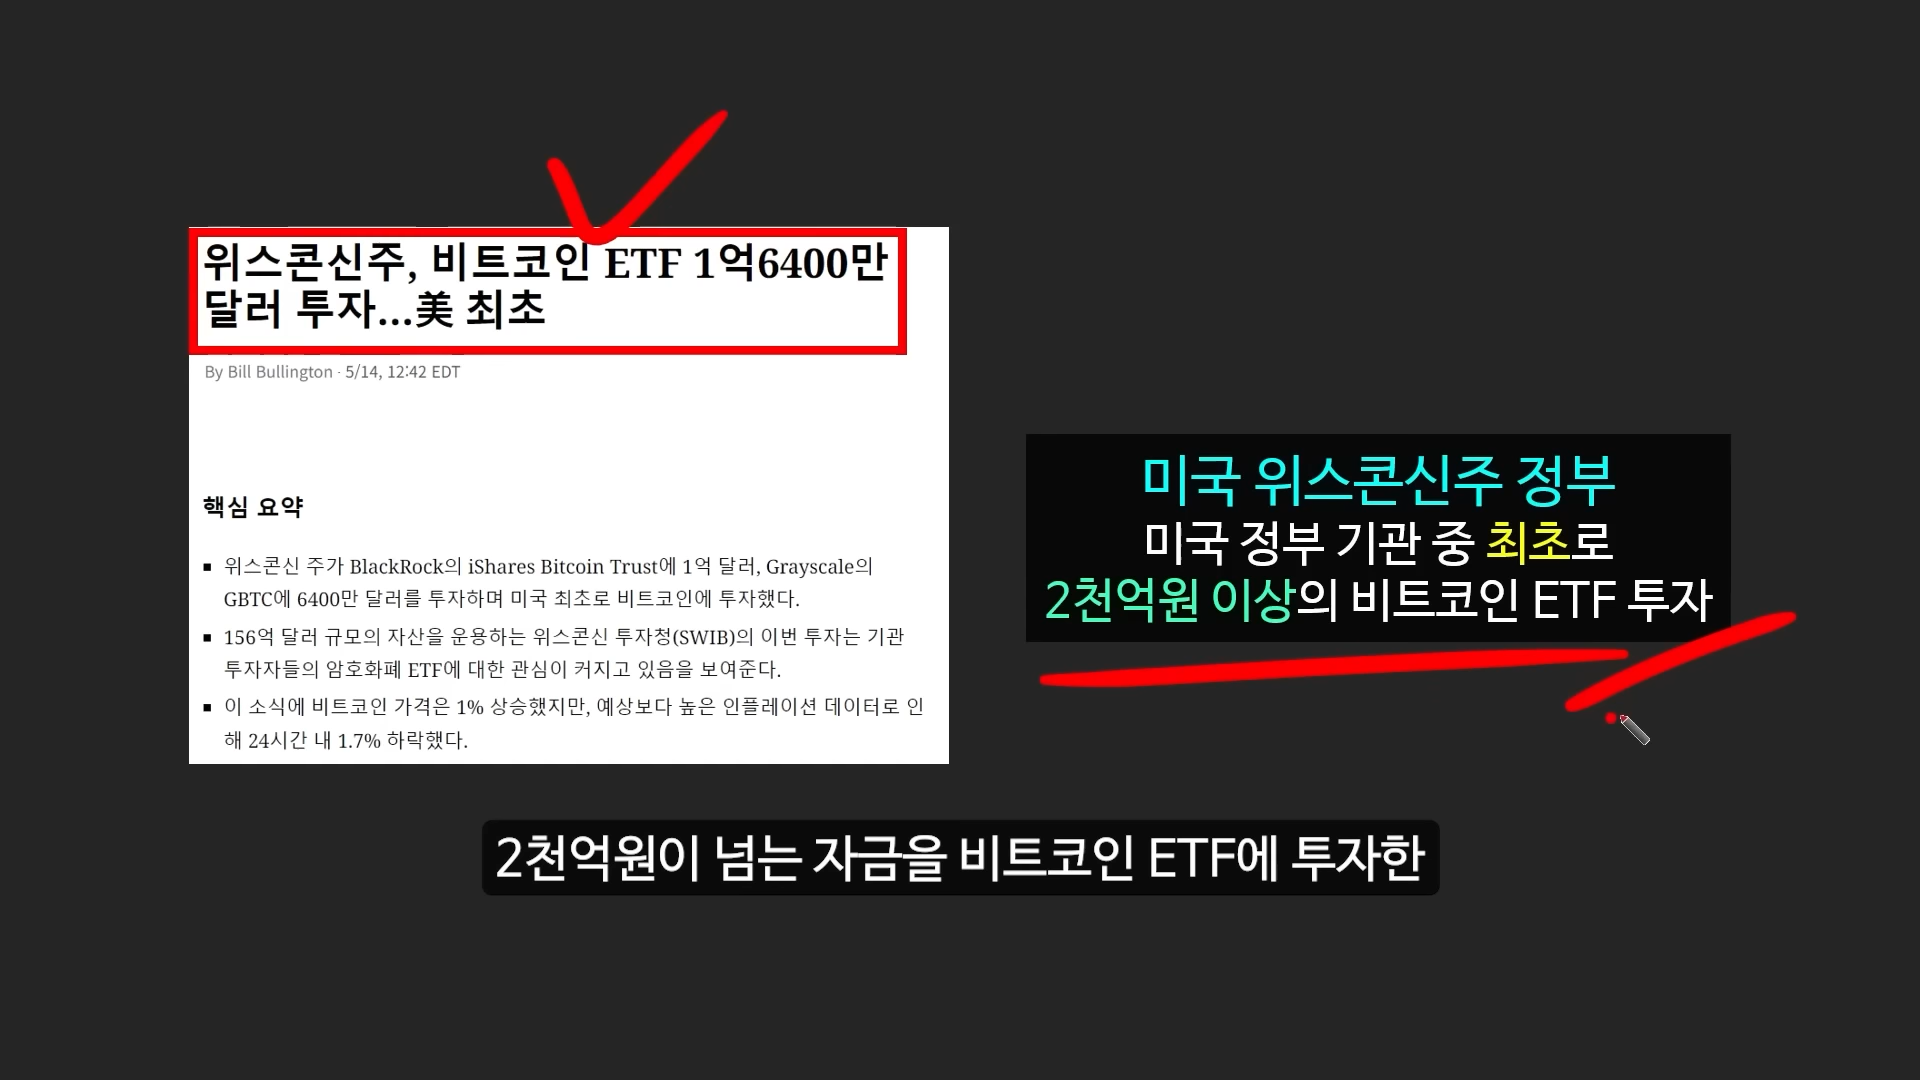 위스콘신주, 비트코인 ETF 1억6400만
달러 투자...美 최초
By Bill Bullington · 5/14, 12:42 EDT
핵심 요약
▪ 위스콘신 주가 BlackRock의 iShares Bitcoin Trust에 1억 달러, Grayscale의
GBTC에 6400만 달러를 투자하며 미국 최초로 비트코인에 투자했다.
▪ 156억 달러 규모의 자산을 운용하는 위스콘신 투자청(SWIB)의 이번 투자는 기관
투자자들의 암호화폐 ETF에 대한 관심이 커지고 있음을 보여준다.
▪ 이 소식에 비트코인 가격은 1% 상승했지만, 예상보다 높은 인플레이션 데이터로 인
해 24시간 내 1.7% 하락했다.
미국 위스콘신주 정부
미국 정부 기관 중 최초로
2천억원 이상의 비트코인 ETF 투자
2천억원이 넘는 자금을 비트코인 ETF에 투자한